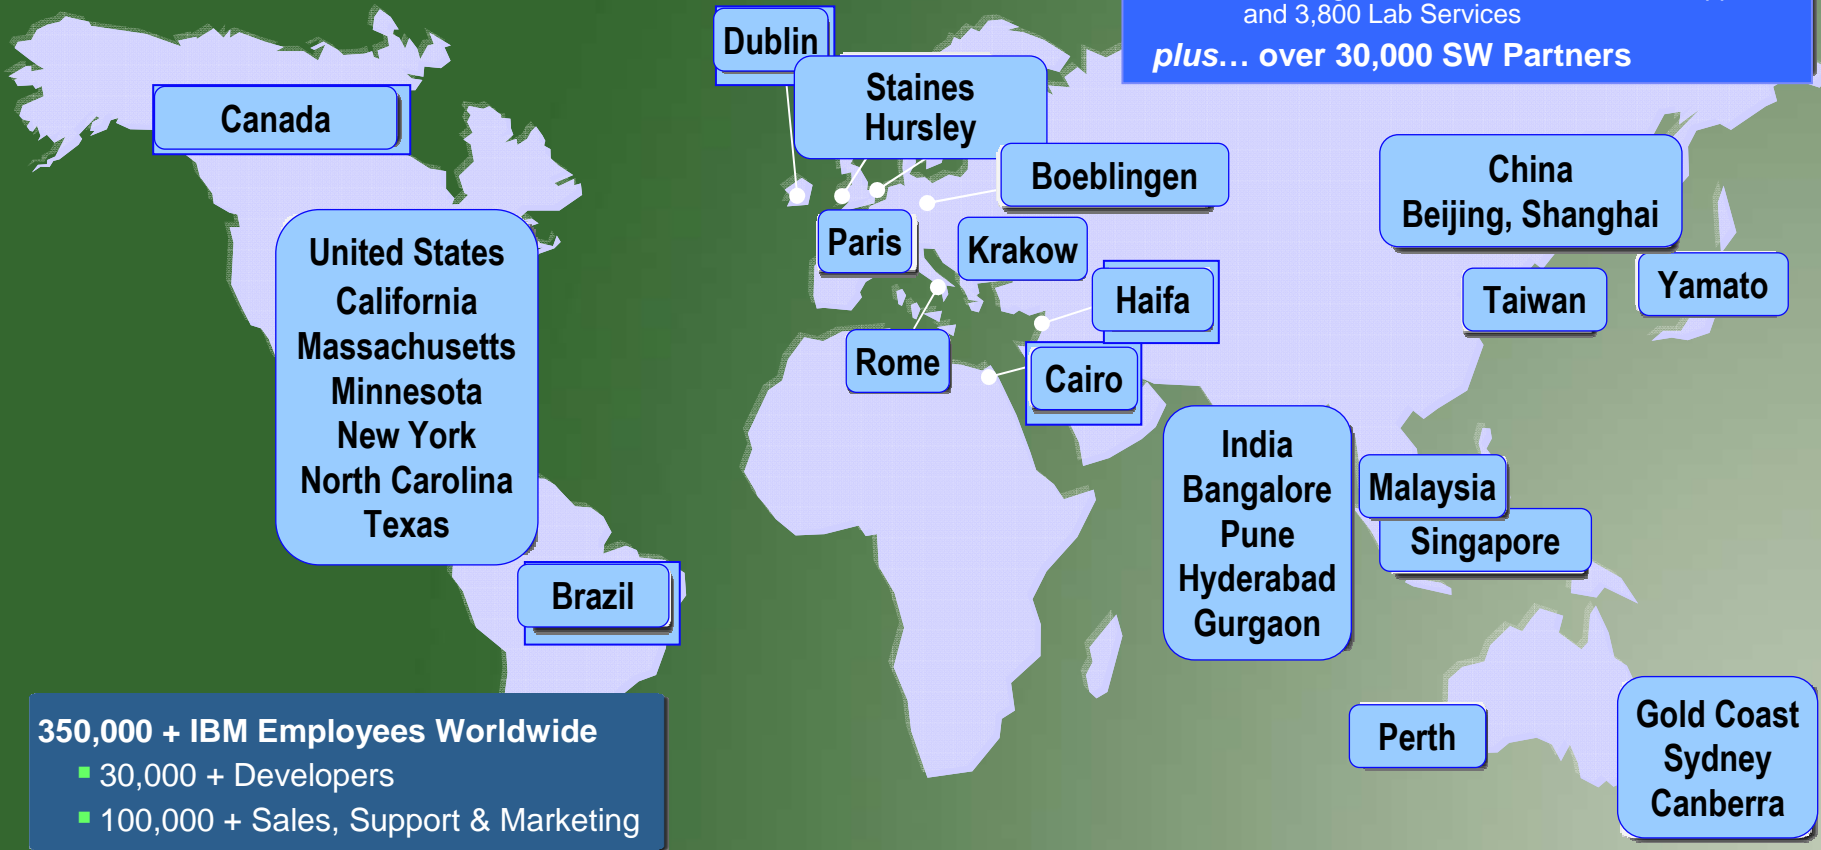 and 3,800 Lab Services
plus... over 30,000 SW Partners
Dublin
Staines
Hursley
Canada
Boeblingen
China
Beijing, Shanghai
United States
California
Massachusetts
Minnesota
New York
North Carolina
Texas
Paris
Krakow
Haifa
Taiwan
Yamato
Rome
Cairo
India
Bangalore
Pune
Hyderabad
Gurgaon
Malaysia
Singapore
Brazil
Perth
Gold Coast
Sydney
Canberra
350,000 + IBM Employees Worldwide
▪ 30,000 + Developers
▪ 100,000 + Sales, Support & Marketing